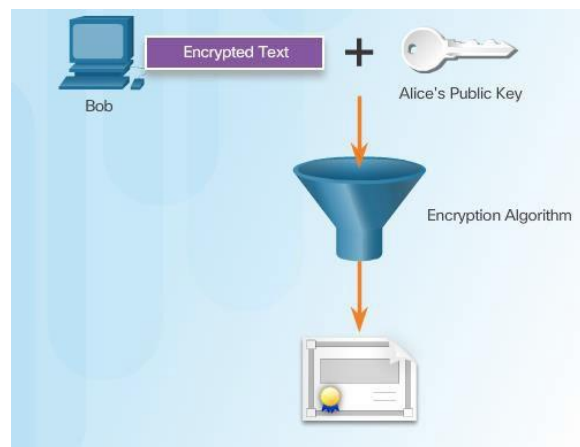 Encrypted Text
Bob
Alice's Public Key
Encryption Algorithm